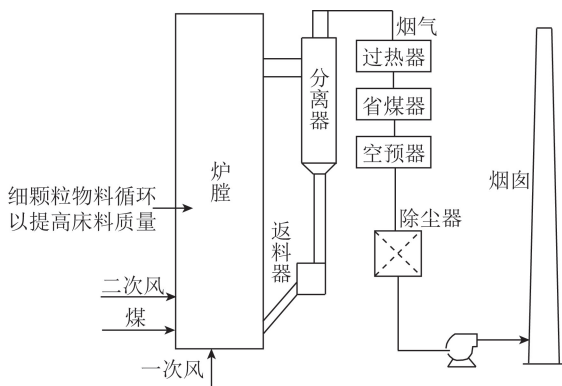 烟气
过热器
分离器
省煤器
空预器
炉膛
细颗粒物料循环
以提高床料质量
烟囱
除尘器
返料器
二次风
煤
一次风